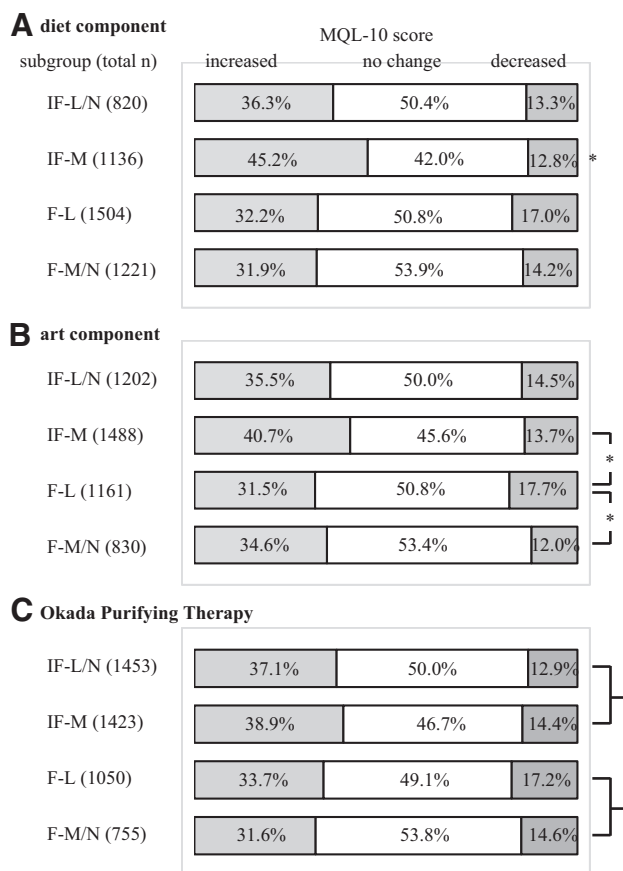 A diet component
MQL-10 score
subgroup (total n) increased no change decreased
IF-L/N (820) 36.3% 50.4% 13.3%
IF-M (1136) 45.2% 42.0% 12.8% *
F-L (1504) 32.2% 50.8% 17.0%
F-M/N (1221) 31.9% 53.9% 14.2%
B art component
IF-L/N (1202) 35.5% 50.0% 14.5%
IF-M (1488) 40.7% 45.6% 13.7%
*
F-L (1161) 31.5% 50.8% 17.7%
*
F-M/N (830) 34.6% 53.4% 12.0%
C Okada Purifying Therapy
IF-L/N (1453) 37.1% 50.0% 12.9%
IF-M (1423) 38.9% 46.7% 14.4%
F-L (1050) 33.7% 49.1% 17.2%
F-M/N (755) 31.6% 53.8% 14.6%